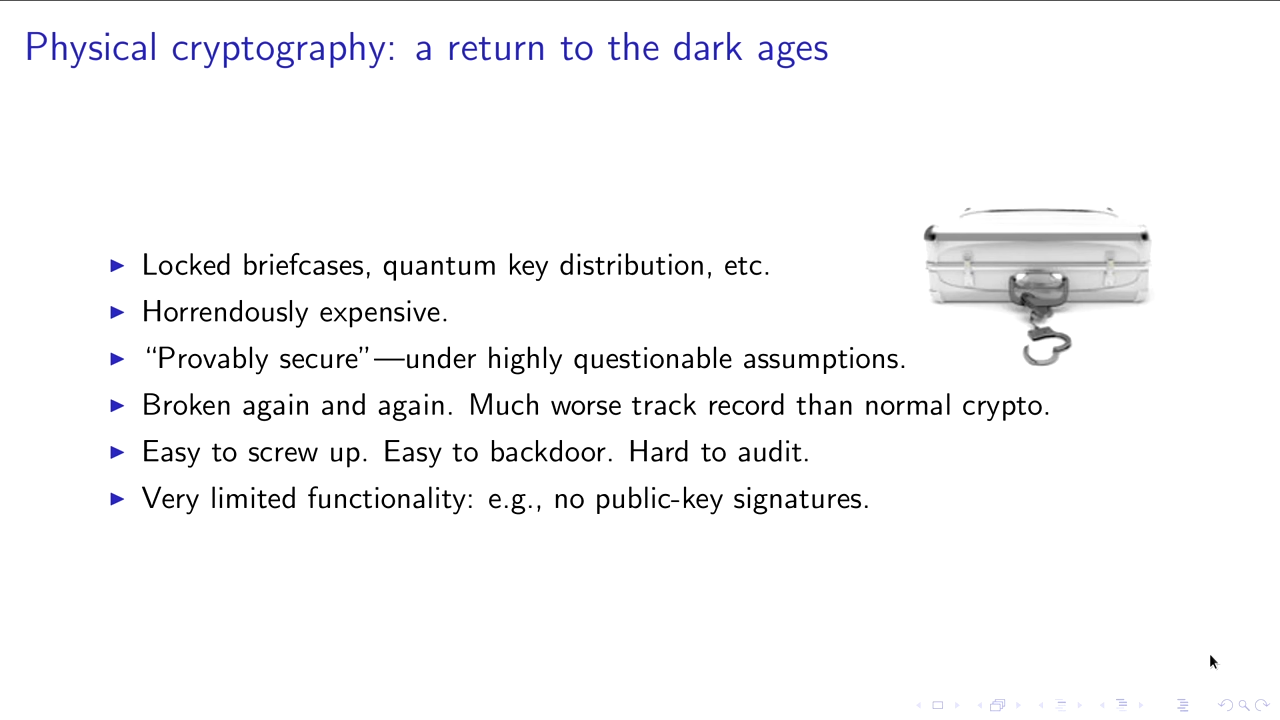 Physical cryptography: a return to the dark ages
Locked briefcases, quantum key distribution, etc.
Horrendously expensive.
“Provably secure”—under highly questionable assumptions.
Broken again and again. Much worse track record than normal crypto.
Easy to screw up. Easy to backdoor. Hard to audit.
Very limited functionality: e.g., no public-key signatures.